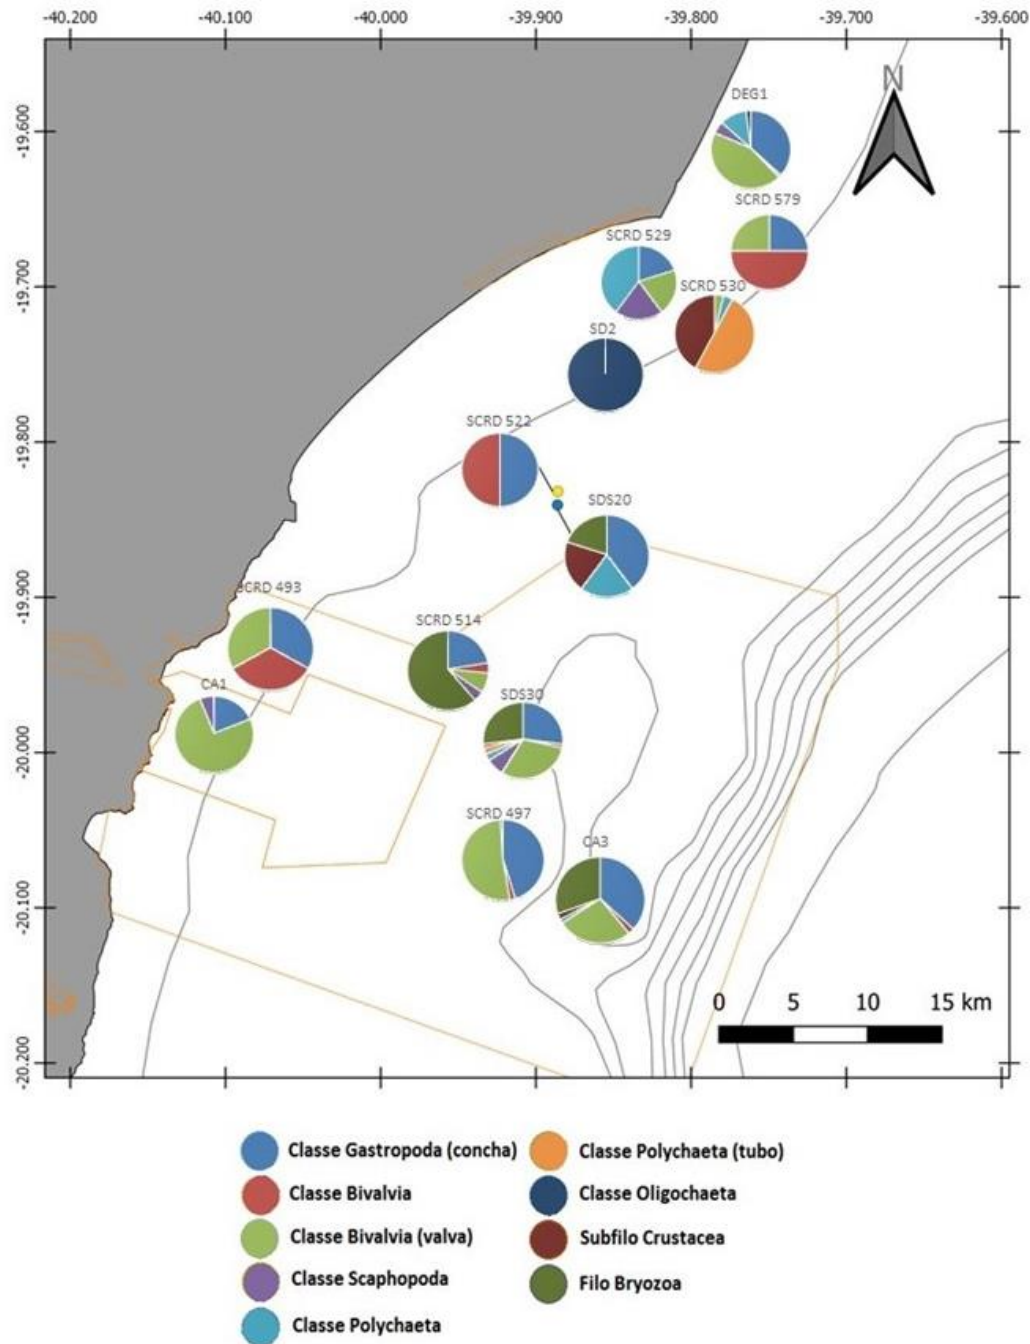 -40.200 -40.100 -40.000 -39.900 -39.800 -39.700 -39.600
N
DEG1
-19.600
SCRD 579
SCRD 529
-19.700
SCRD 530
SD2
-19.800
SCRD 522
SDS20
-19.900
SCRD 493
SCRD 514
CA1
SDS30
-20.000
SCRD 497
CA3
-20.100
0 5 10 15 km
-20.200
Classe Gastropoda (concha)
Classe Polychaeta (tubo)
Classe Bivalvia
Classe Oligochaeta
Classe Bivalvia (valva)
Subfilo Crustacea
Classe Scaphopoda
Filo Bryozoa
Classe Polychaeta